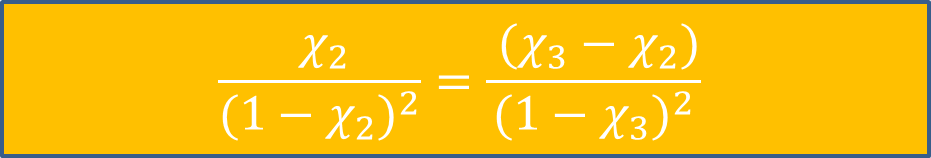 χ₂/(1 − χ₂)² = (χ₃ − χ₂)/(1 − χ₃)²